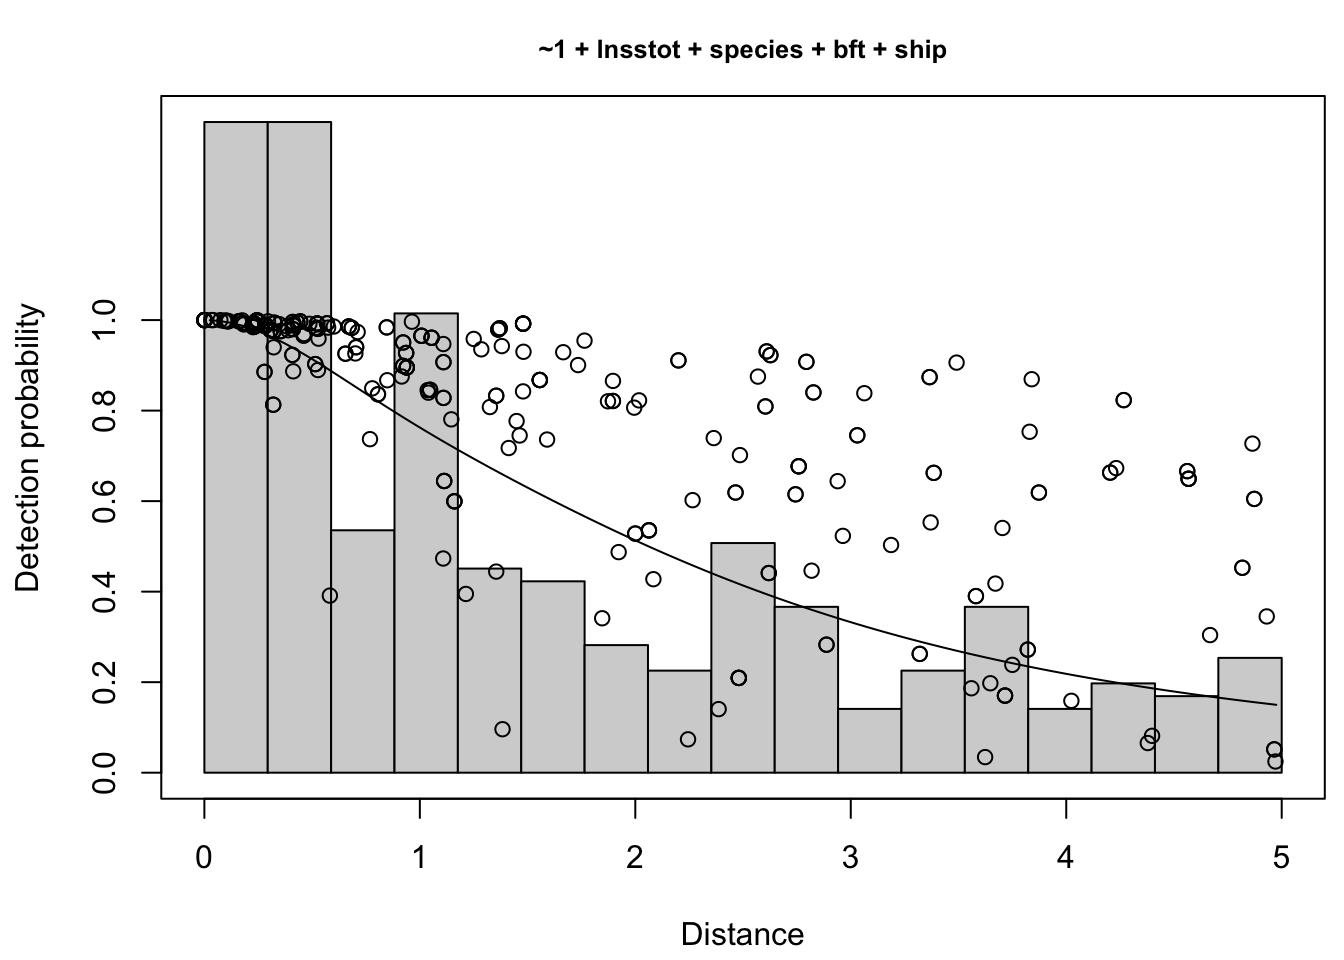 ~1 + lnsstot + species + bft + ship
Detection probability
1.0
0.8
0.6
0.4
0.2
0.0
0 1 2 3 4 5
Distance